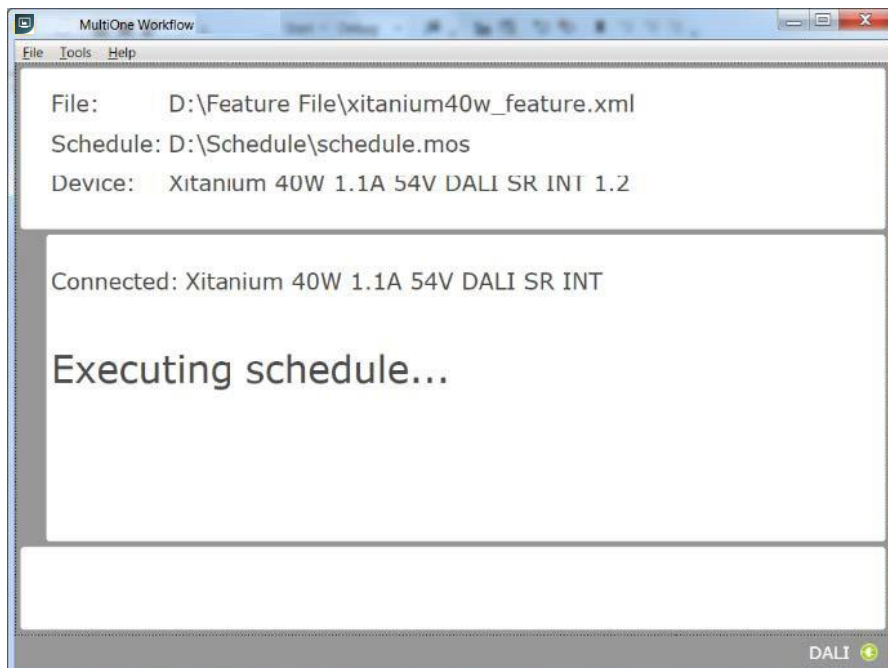 MultiOne Workflow
File Tools Help
File: D:\Feature File\xitanium40w_feature.xml
Schedule: D:\Schedule\schedule.mos
Device: Xitanium 40W 1.1A 54V DALI SR INT 1.2
Connected: Xitanium 40W 1.1A 54V DALI SR INT
Executing schedule...
DALI